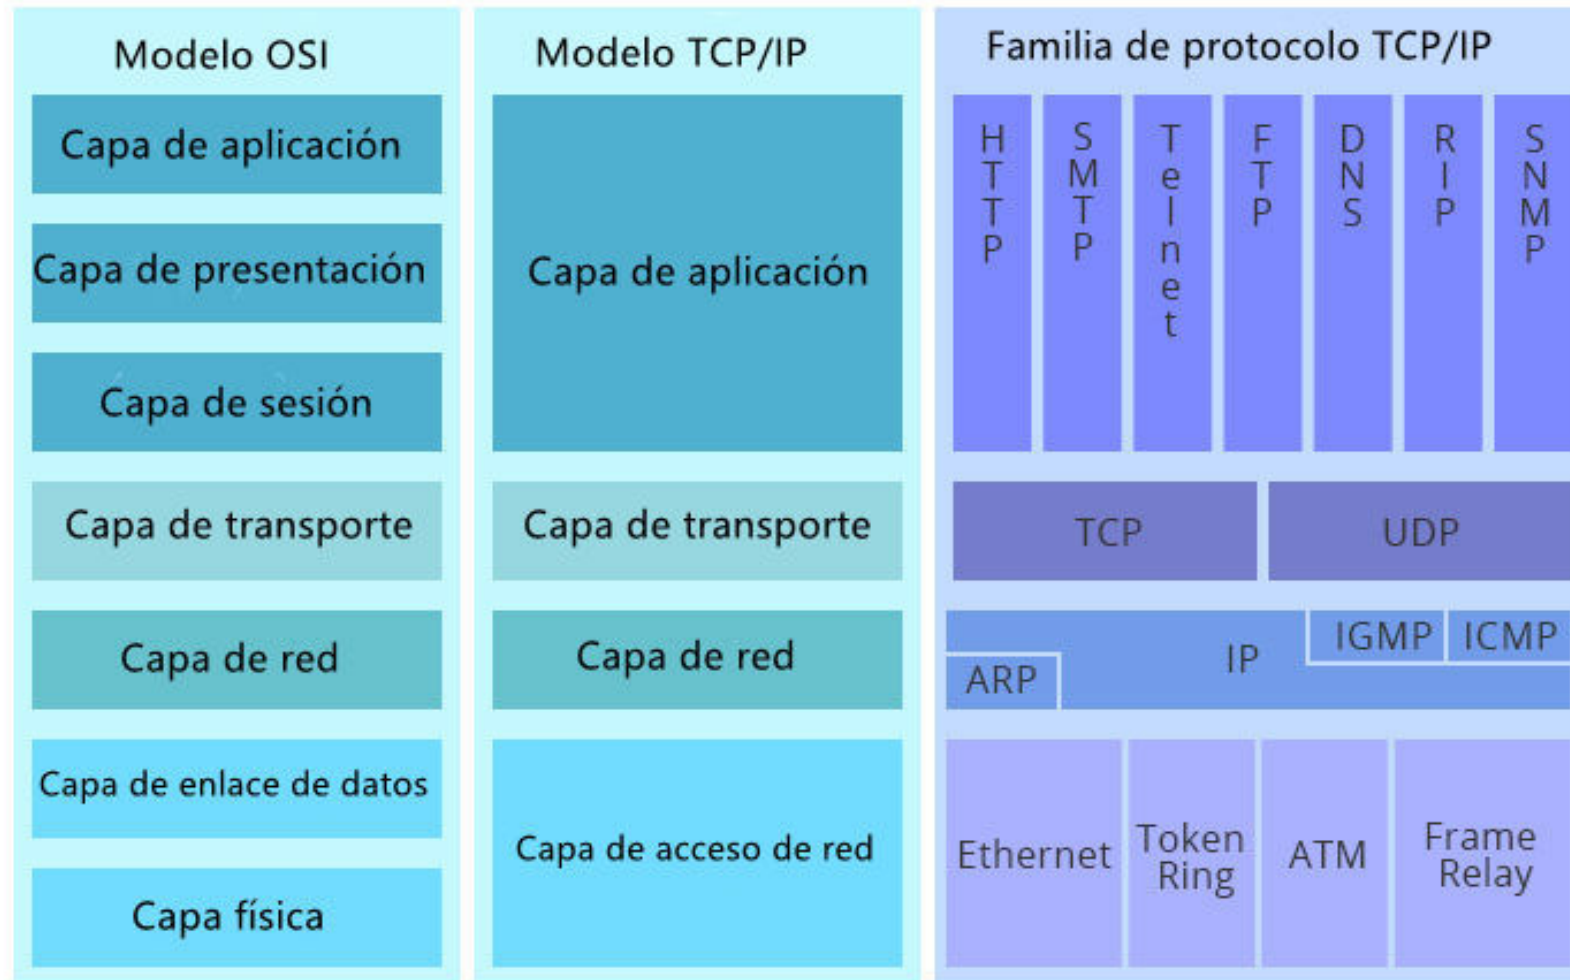 Modelo OSI
Capa de aplicación
Capa de presentación
Capa de sesión
Capa de transporte
Capa de red
Capa de enlace de datos
Capa física
Modelo TCP/IP
Capa de aplicación
Capa de transporte
Capa de red
Capa de acceso de red
Familia de protocolo TCP/IP
HTTP
SMTP
Telnet
FTP
DNS
RIP
SNMP
TCP
UDP
ARP
IP
IGMP
ICMP
Ethernet
Token
Ring
ATM
Frame
Relay